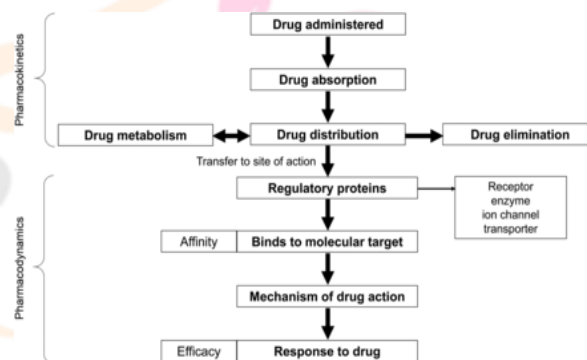 Pharmacokinetics
Drug administered
Drug absorption
Drug metabolism
Drug distribution
Drug elimination
Transfer to site of action
Pharmacodynamics
Regulatory proteins
Receptor
enzyme
ion channel
transporter
Affinity
Binds to molecular target
Mechanism of drug action
Efficacy
Response to drug